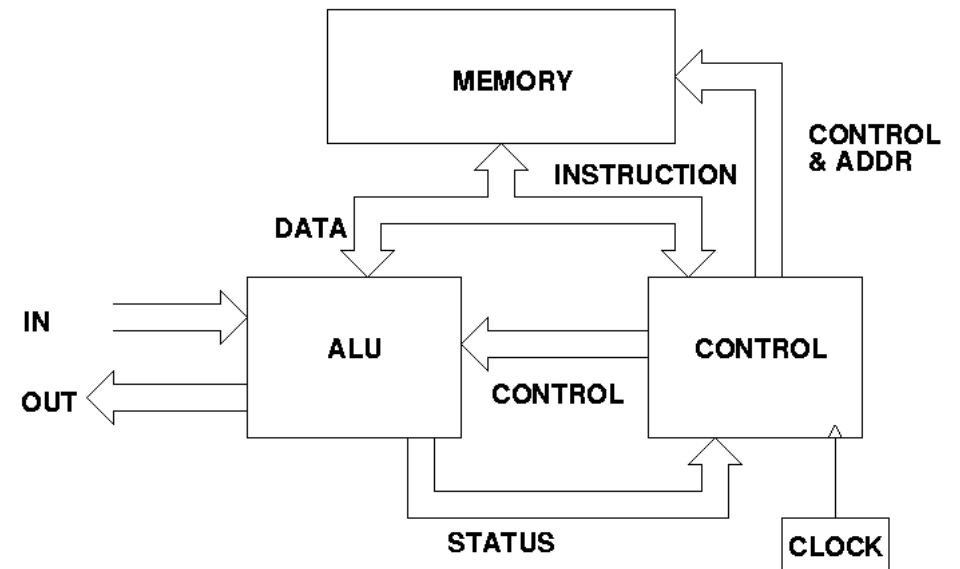 MEMORY
CONTROL
& ADDR
INSTRUCTION
DATA
IN
ALU
CONTROL
OUT
CONTROL
STATUS
CLOCK